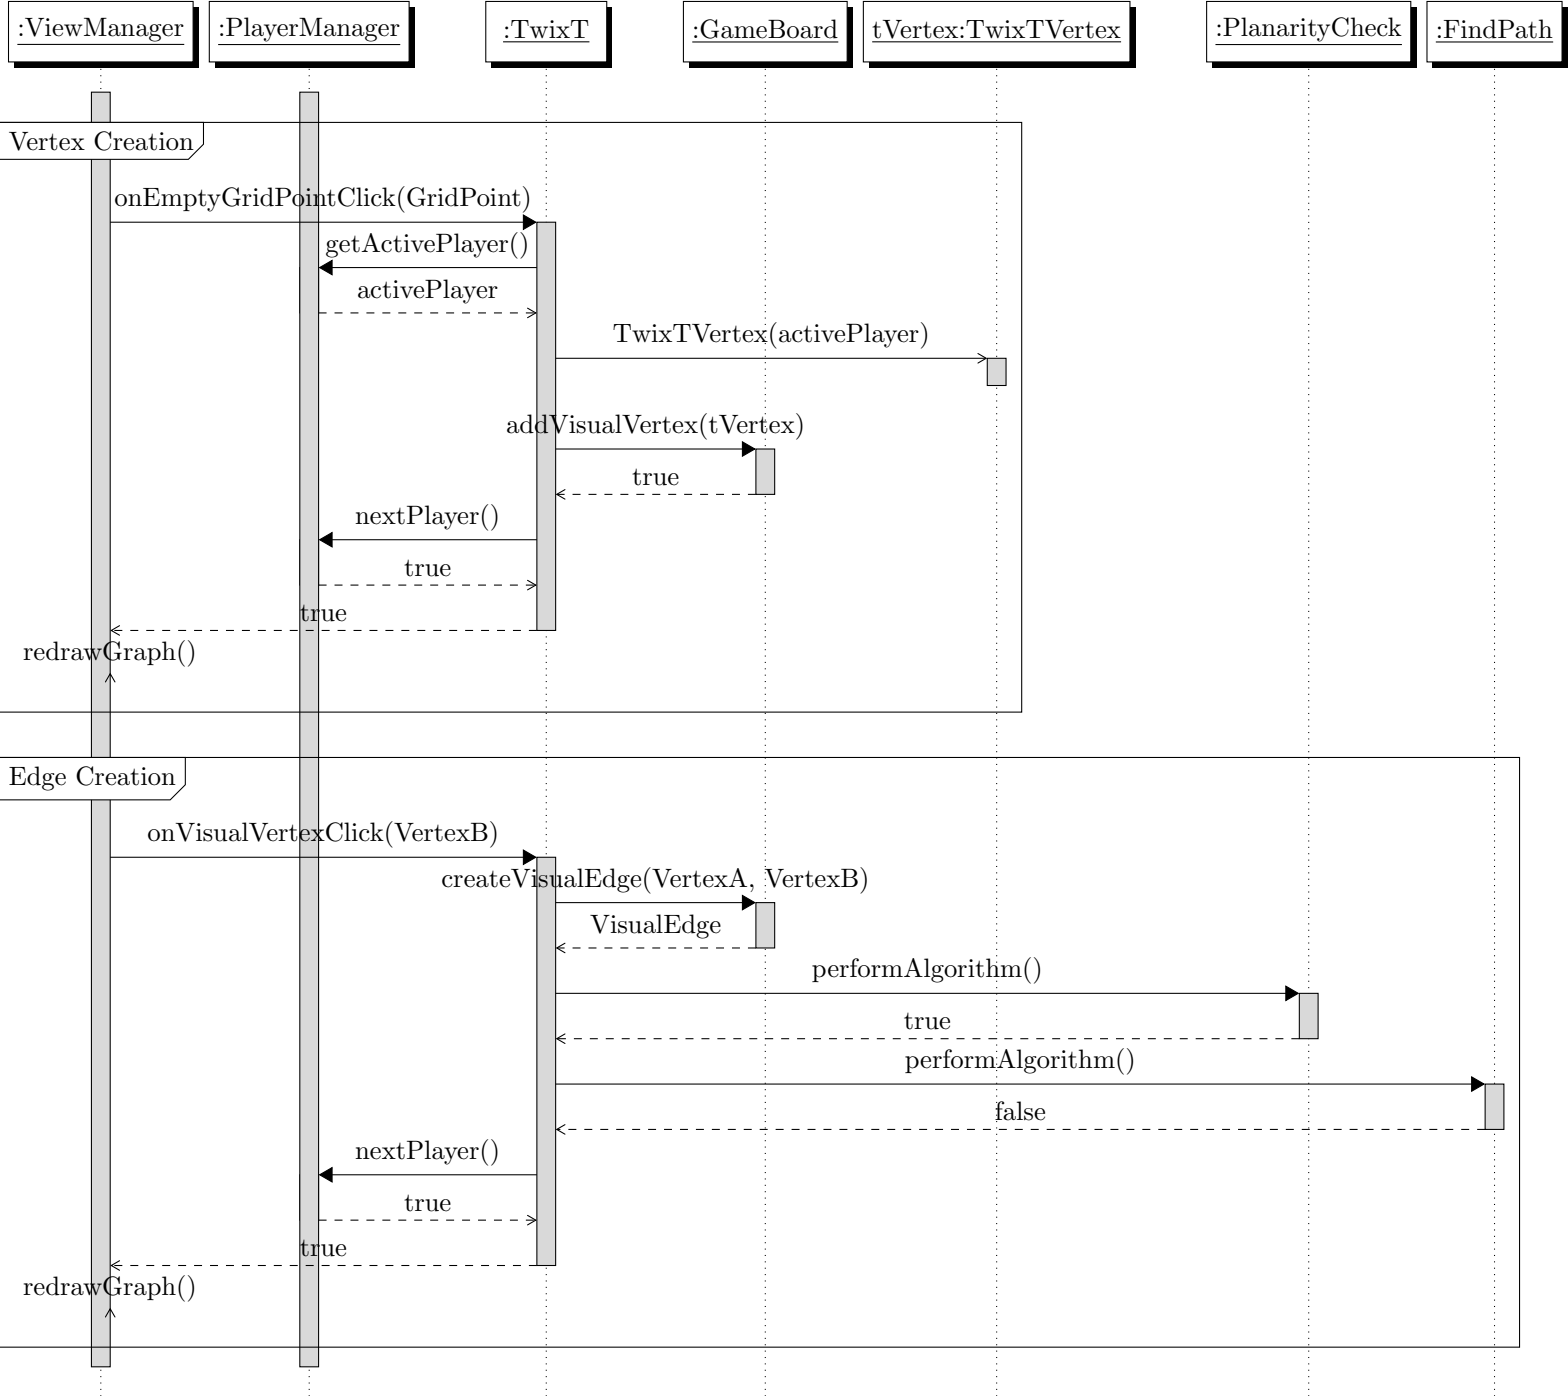 :ViewManager
:PlayerManager
:TwixT
:GameBoard
tVertex:TwixTVertex
:PlanarityCheck
:FindPath
Vertex Creation
onEmptyGridPointClick(GridPoint)
getActivePlayer()
activePlayer
TwixTVertex(activePlayer)
addVisualVertex(tVertex)
true
nextPlayer()
true
true
redrawGraph()
Edge Creation
onVisualVertexClick(VertexB)
createVisualEdge(VertexA, VertexB)
VisualEdge
performAlgorithm()
true
performAlgorithm()
false
nextPlayer()
true
true
redrawGraph()